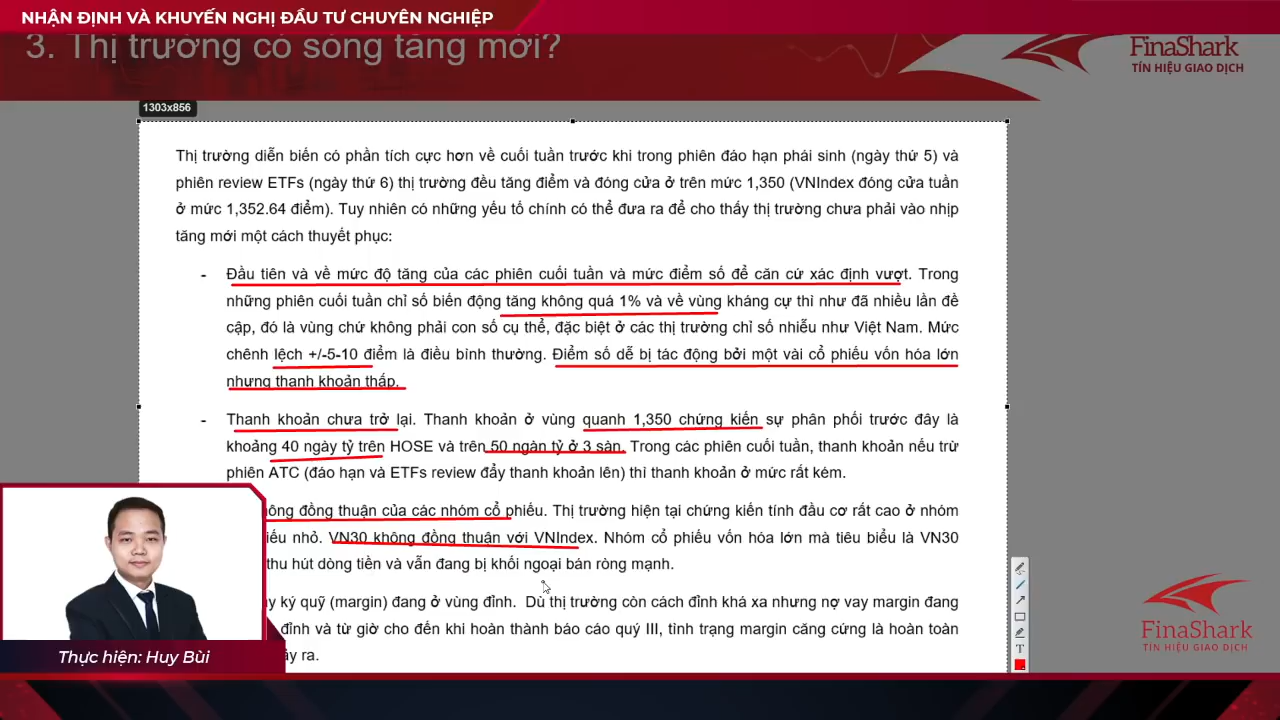 NHẬN ĐỊNH VÀ KHUYẾN NGHỊ ĐẦU TƯ CHUYÊN NGHIỆP
3. Thị trường có sóng tăng mới?
FinaShark
TÍN HIỆU GIAO DỊCH
1303x856
Thị trường diễn biến có phần tích cực hơn về cuối tuần trước khi trong phiên đáo hạn phái sinh (ngày thứ 5) và
phiên review ETFs (ngày thứ 6) thị trường đều tăng điểm và đóng cửa ở trên mức 1,350 (VNIndex đóng cửa tuần
ở mức 1,352.64 điểm). Tuy nhiên có những yếu tố chính có thể đưa ra để cho thấy thị trường chưa phải vào nhịp
tăng mới một cách thuyết phục:
- Đầu tiên và về mức độ tăng của các phiên cuối tuần và mức điểm số để căn cứ xác định vượt. Trong
những phiên cuối tuần chỉ số biến động tăng không quá 1% và về vùng kháng cự thì như đã nhiều lần đề
cập, đó là vùng chứ không phải con số cụ thể, đặc biệt ở các thị trường chỉ số nhiễu như Việt Nam. Mức
chênh lệch +/-5-10 điểm là điều bình thường. Điểm số dễ bị tác động bởi một vài cổ phiếu vốn hóa lớn
nhưng thanh khoản thấp.
- Thanh khoản chưa trở lại. Thanh khoản ở vùng quanh 1,350 chứng kiến sự phân phối trước đây là
khoảng 40 ngày tỷ trên HOSE và trên 50 ngàn tỷ ở 3 sàn. Trong các phiên cuối tuần, thanh khoản nếu trừ
phiên ATC (đáo hạn và ETFs review đẩy thanh khoản lên) thì thanh khoản ở mức rất kém.
ông đồng thuận của các nhóm cổ phiếu. Thị trường hiện tại chứng kiến tính đầu cơ rất cao ở nhóm
iếu nhỏ. VN30 không đồng thuận với VNIndex. Nhóm cổ phiếu vốn hóa lớn mà tiêu biểu là VN30
thu hút dòng tiền và vẫn đang bị khối ngoại bán ròng mạnh.
y ký quỹ (margin) đang ở vùng đỉnh. Dù thị trường còn cách đỉnh khá xa nhưng nợ vay margin đang
đỉnh và từ giờ cho đến khi hoàn thành báo cáo quý III, tình trạng margin căng cứng là hoàn toàn
ảy ra.
T
Thực hiện: Huy Bùi
FinaShark
TÍN HIỆU GIAO DỊCH